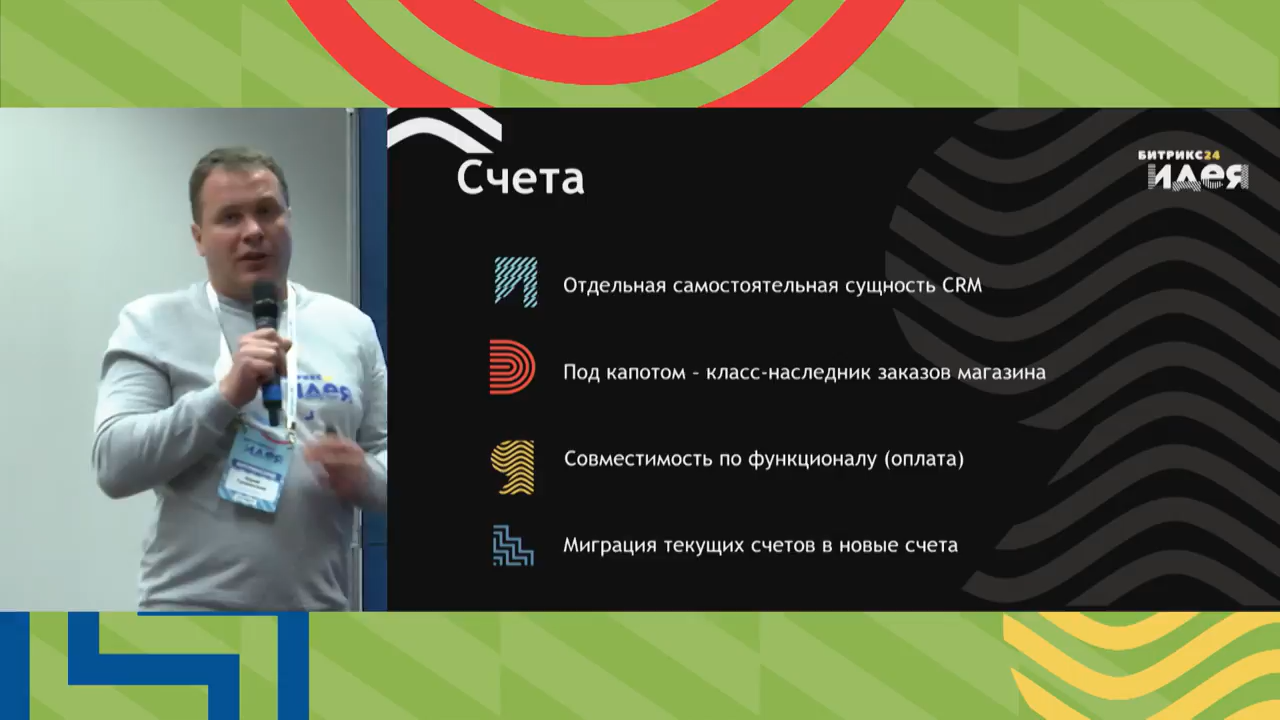 Счета
БИТРИКС24
идея
Отдельная самостоятельная сущность CRM
Под капотом - класс-наследник заказов магазина
Совместимость по функционалу (оплата)
Миграция текущих счетов в новые счета
идея